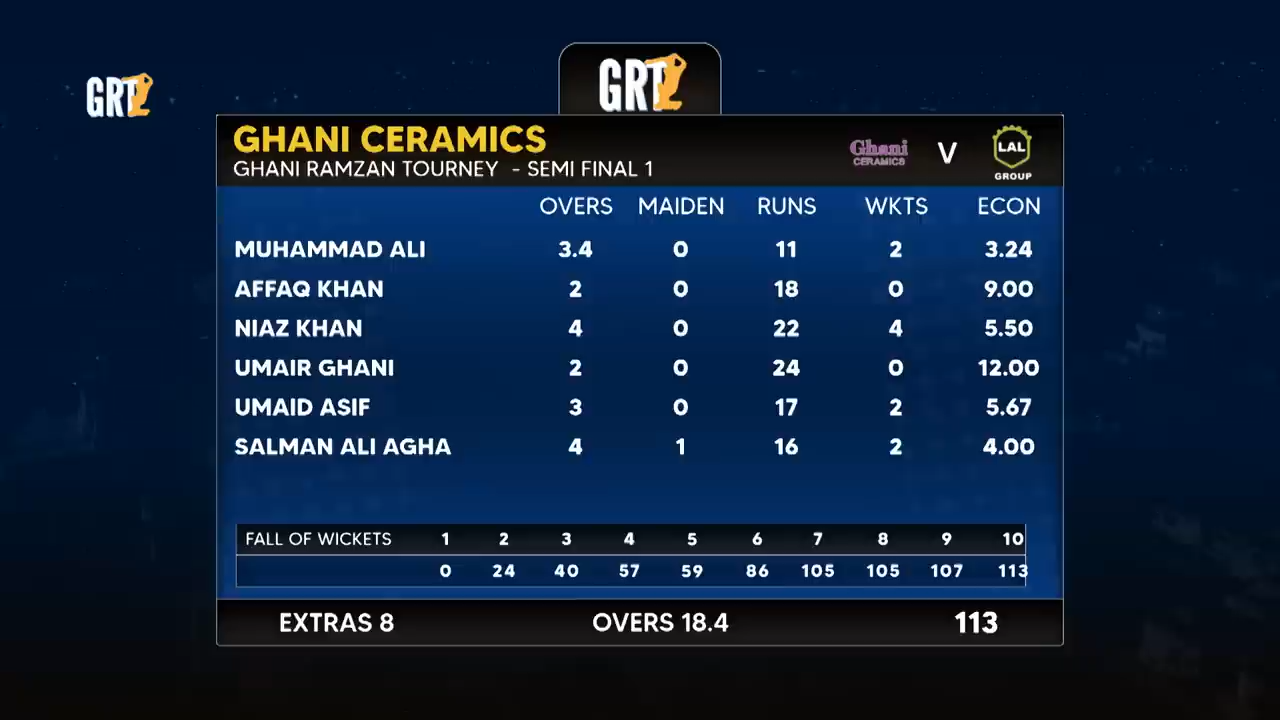 GRT
GRT
GHANI CERAMICS
GHANI RAMZAN TOURNEY - SEMI FINAL 1
Ghani
CERAMICS
V
LAL
GROUP
OVERS MAIDEN RUNS WKTS ECON
MUHAMMAD ALI 3.4 0 11 2 3.24
AFFAQ KHAN 2 0 18 0 9.00
NIAZ KHAN 4 0 22 4 5.50
UMAIR GHANI 2 0 24 0 12.00
UMAID ASIF 3 0 17 2 5.67
SALMAN ALI AGHA 4 1 16 2 4.00
FALL OF WICKETS 1 2 3 4 5 6 7 8 9 10
0 24 40 57 59 86 105 105 107 113
EXTRAS 8 OVERS 18.4 113